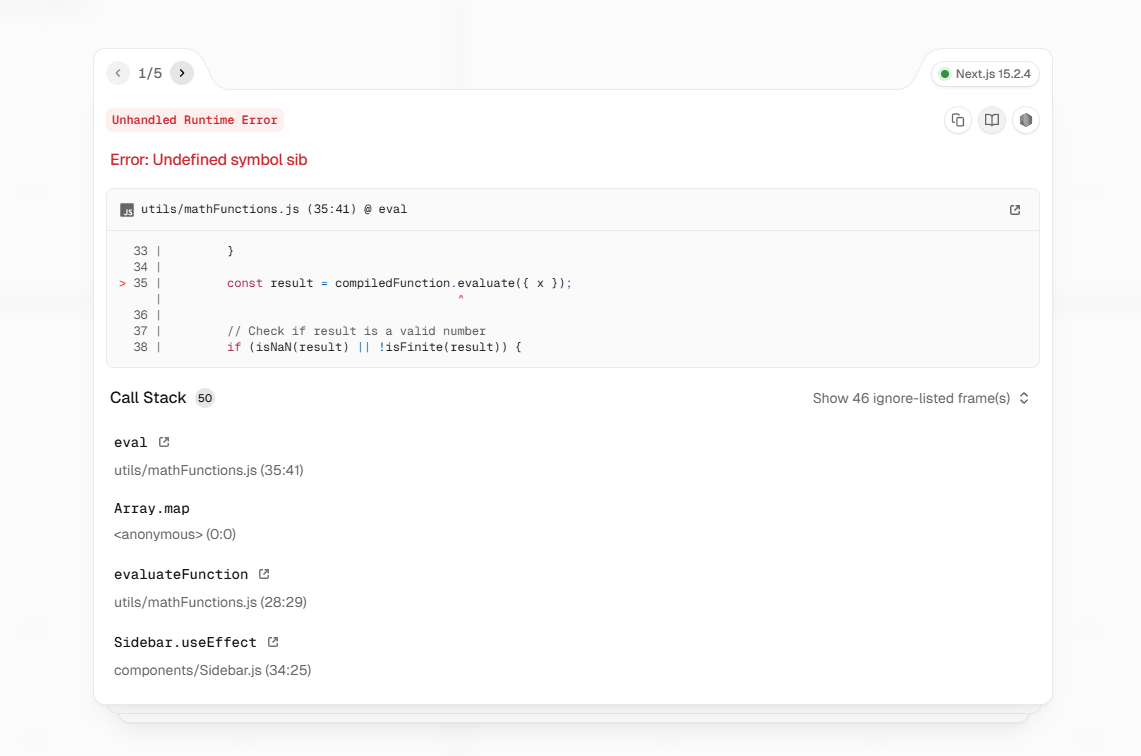 1/5
Next.js 15.2.4
Unhandled Runtime Error
Error: Undefined symbol sib
JS utils/mathFunctions.js (35:41) @ eval
33 | }
34 |
> 35 | const result = compiledFunction.evaluate({ x });
| ^
36 |
37 | // Check if result is a valid number
38 | if (isNaN(result) || !isFinite(result)) {
Call Stack 50
Show 46 ignore-listed frame(s)
eval
utils/mathFunctions.js (35:41)
Array.map
<anonymous> (0:0)
evaluateFunction
utils/mathFunctions.js (28:29)
Sidebar.useEffect
components/Sidebar.js (34:25)